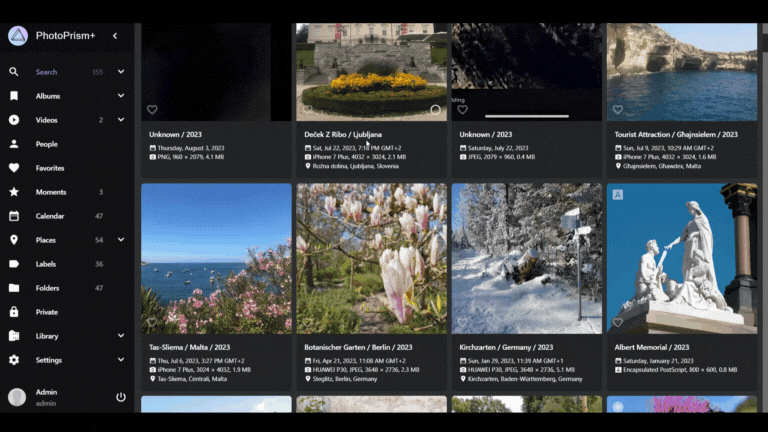 PhotoPrism+
Search 155
Albums
Videos 2
People
Favorites
Moments 3
Calendar 47
Places 54
Labels 36
Folders 47
Private
Library
Settings
Admin
admin
ding
Unknown / 2023
Thursday, August 3, 2023
PNG, 960 × 2079, 4.1 MB
Deček Z Ribo / Ljubljana
Sat, Jul 22, 2023, 7:18 PM GMT+2
iPhone 7 Plus, 4032 × 3024, 2.1 MB
Rožna dolina, Ljubljana, Slovenia
Unknown / 2023
Saturday, July 22, 2023
JPEG, 2079 × 960, 0.4 MB
Tourist Attraction / Ghajnsielem / 2023
Sun, Jul 9, 2023, 10:29 AM GMT+2
iPhone 7 Plus, 4032 × 3024, 1.6 MB
Ghajnsielem, Għawdex, Malta
Tas-Sliema / Malta / 2023
Thu, Jul 6, 2023, 3:27 PM GMT+2
iPhone 7 Plus, 3024 × 4032, 1.9 MB
Tas-Sliema, Ċentrali, Malta
Botanischer Garten / Berlin / 2023
Fri, Apr 21, 2023, 11:08 AM GMT+2
HUAWEI P30, JPEG, 3648 × 2736, 2.3 MB
Steglitz, Berlin, Germany
Kirchzarten / Germany / 2023
Sun, Jan 29, 2023, 11:39 AM GMT+1
HUAWEI P30, JPEG, 3648 × 2736, 5.1 MB
Kirchzarten, Baden-Württemberg, Germany
A
Albert Memorial / 2023
Saturday, January 21, 2023
Encapsulated PostScript, 800 × 600, 0.8 MB